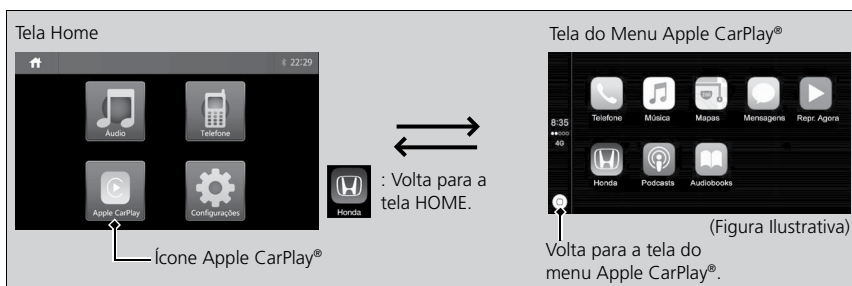 Tela Home
22:29
Áudio
Telefone
Apple CarPlay
Configurações
Ícone Apple CarPlay®
Honda
: Volta para a
tela HOME.
Tela do Menu Apple CarPlay®
8:35
4G
Telefone
Música
Mapas
Mensagens
Repr. Agora
Honda
Podcasts
Audiobooks
(Figura Ilustrativa)
Volta para a tela do
menu Apple CarPlay®.